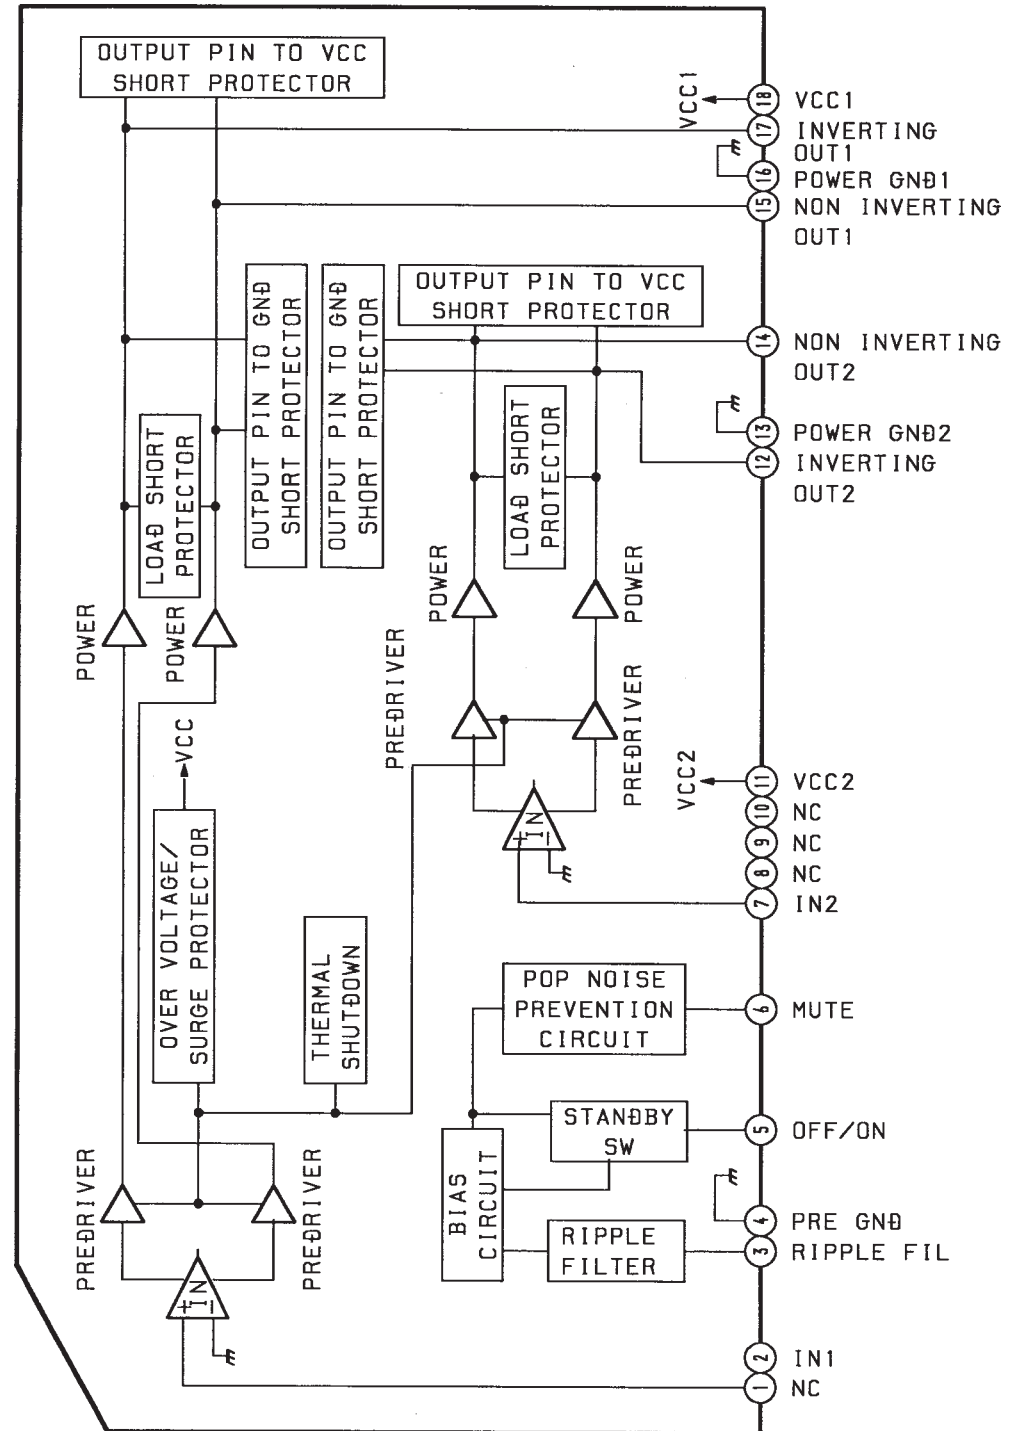 OUTPUT PIN TO VCC
SHORT PROTECTOR
VCC1
18
VCC1
17
INVERTING
OUT1
16
POWER GND1
15
NON INVERTING
OUT1
OUTPUT PIN TO GND
SHORT PROTECTOR
OUTPUT PIN TO GND
SHORT PROTECTOR
OUTPUT PIN TO VCC
SHORT PROTECTOR
14
NON INVERTING
OUT2
LOAD SHORT
PROTECTOR
LOAD SHORT
PROTECTOR
13
POWER GND2
12
INVERTING
OUT2
POWER
POWER
POWER
POWER
PREDRIVER
PREDRIVER
VCC
VCC2
11
VCC2
10
NC
9
NC
8
NC
7
IN2
+ IN −
OVER VOLTAGE/
SURGE PROTECTOR
THERMAL
SHUTDOWN
POP NOISE
PREVENTION
CIRCUIT
6
MUTE
STANDBY
SW
5
OFF/ON
BIAS
CIRCUIT
4
PRE GND
RIPPLE
FILTER
3
RIPPLE FIL
PREDRIVER
PREDRIVER
+ IN −
2
IN1
1
NC